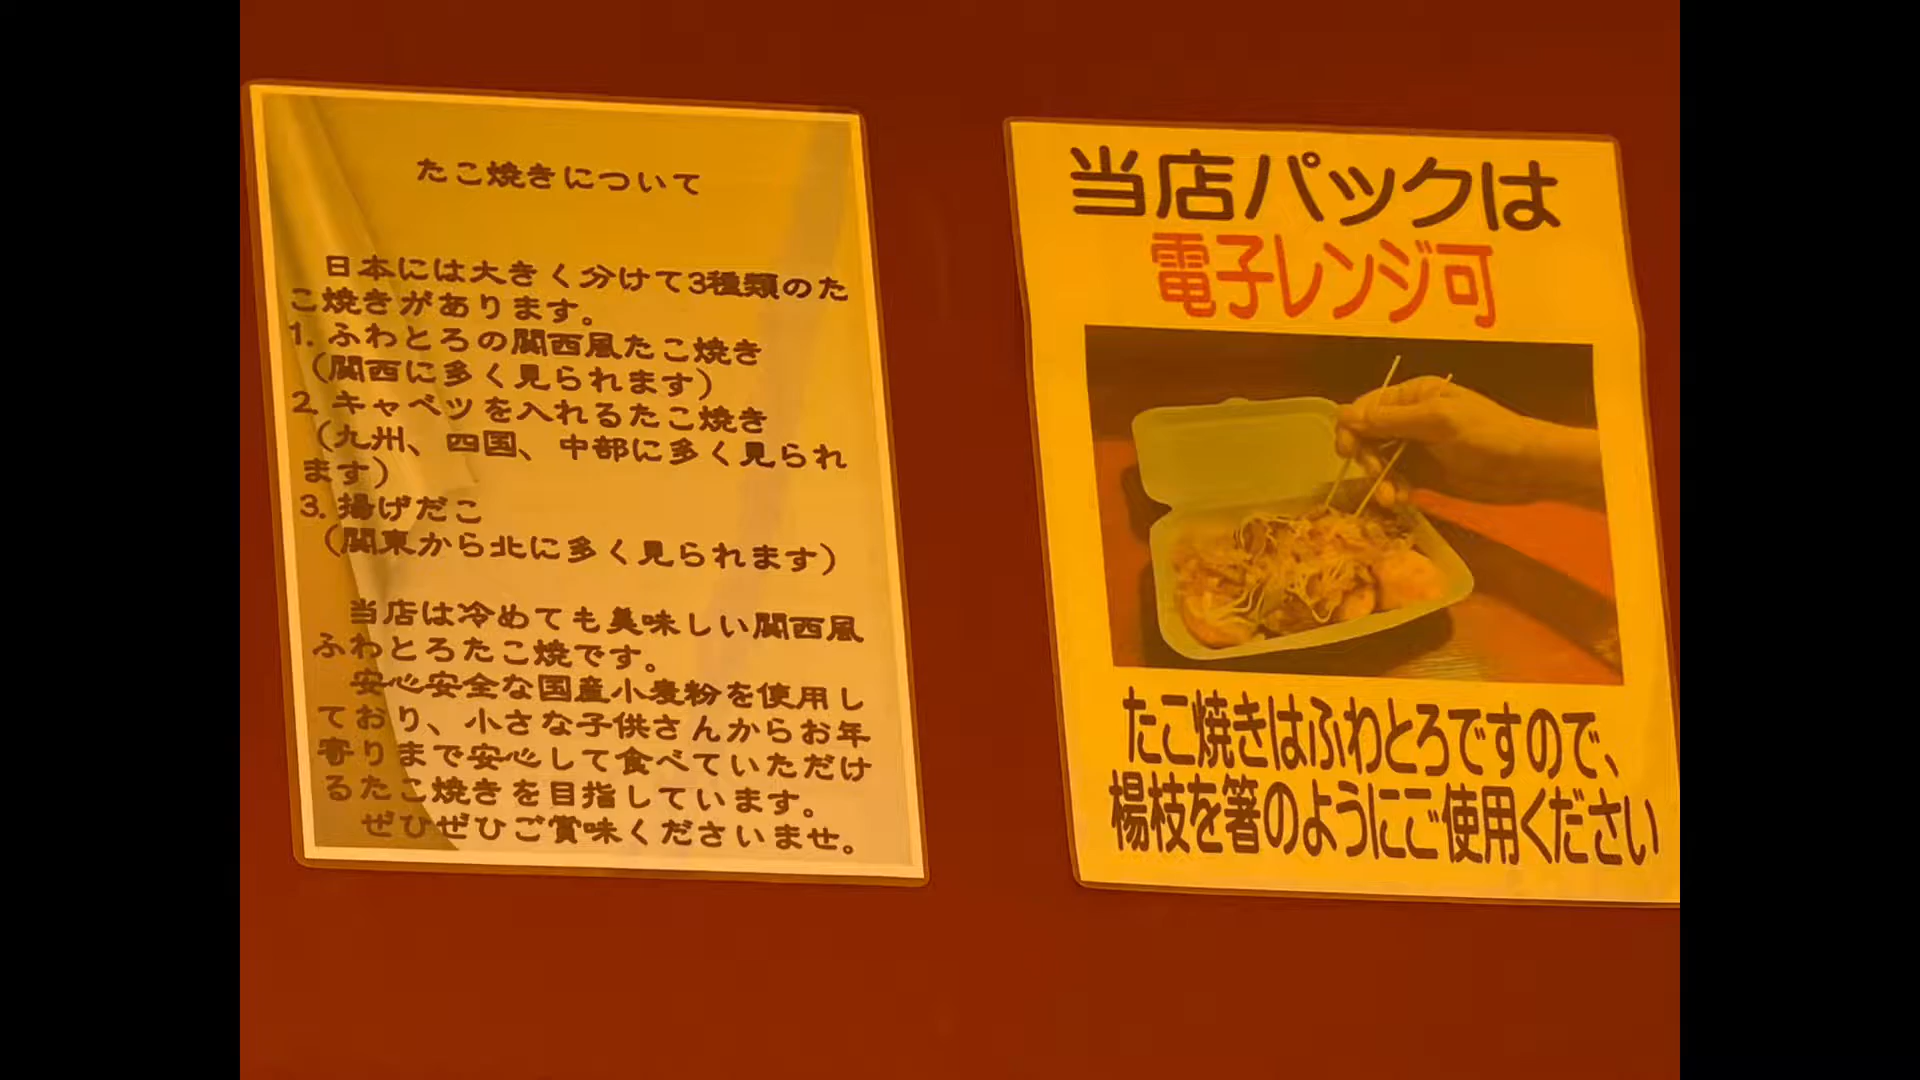 たこ焼きについて
日本には大きく分けて3種類のた
こ焼きがあります。
1. ふわとろの関西風たこ焼き
(関西に多く見られます)
2. キャベツを入れるたこ焼き
(九州、四国、中部に多く見られ
ます)
3. 揚げだこ
(関東から北に多く見られます)
当店は冷めても美味しい関西風
ふわとろたこ焼です。
安心安全な国産小麦粉を使用し
ており、小さな子供さんからお年
寄りまで安心して食べていただけ
るたこ焼きを目指しています。
ぜひぜひご賞味くださいませ。
当店パックは
電子レンジ可
たこ焼きはふわとろですので、
楊枝を箸のようにご使用ください